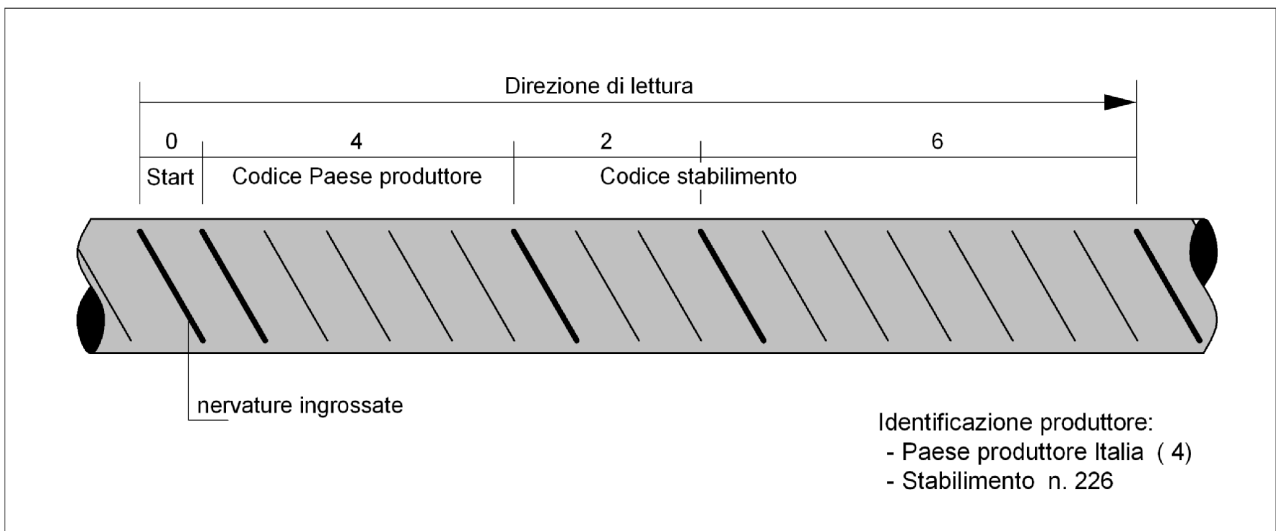 Direzione di lettura
0 4 2 6
Start Codice Paese produttore Codice stabilimento
nervature ingrossate
Identificazione produttore:
- Paese produttore Italia ( 4)
- Stabilimento n. 226